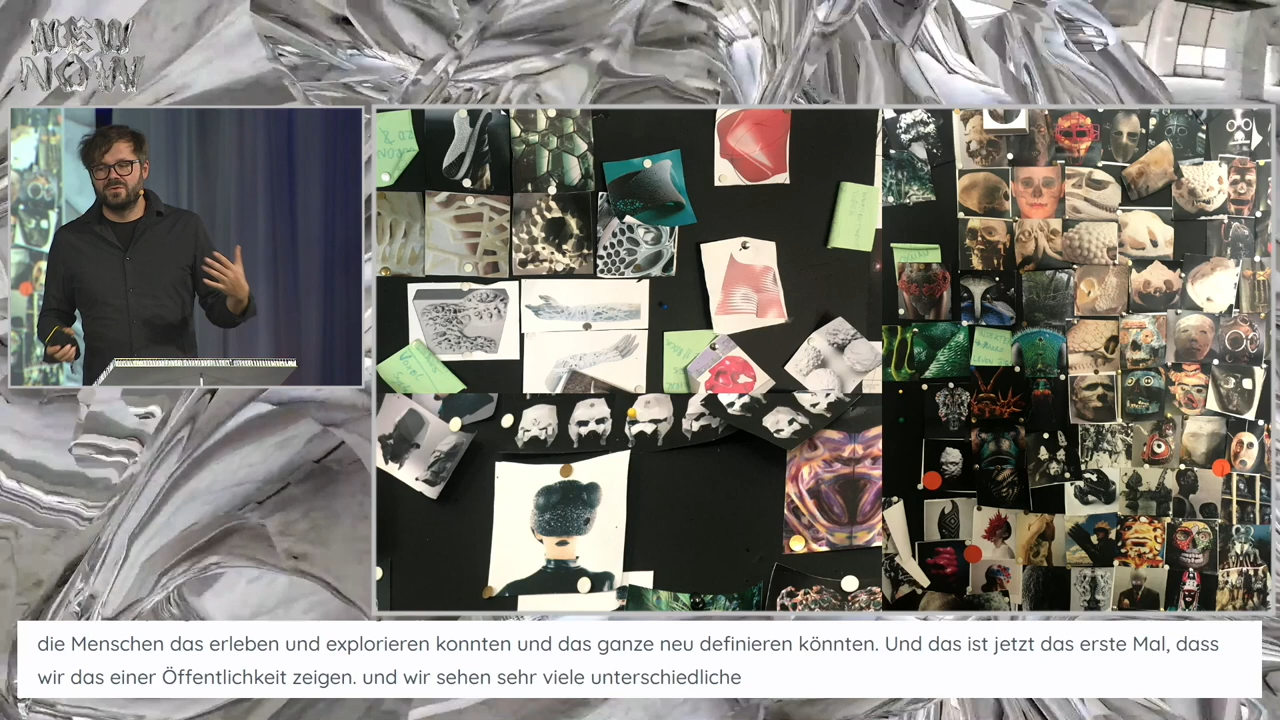 NEW
NOW
die Menschen das erleben und explorieren konnten und das ganze neu definieren könnten. Und das ist jetzt das erste Mal, dass
wir das einer Öffentlichkeit zeigen. und wir sehen sehr viele unterschiedliche